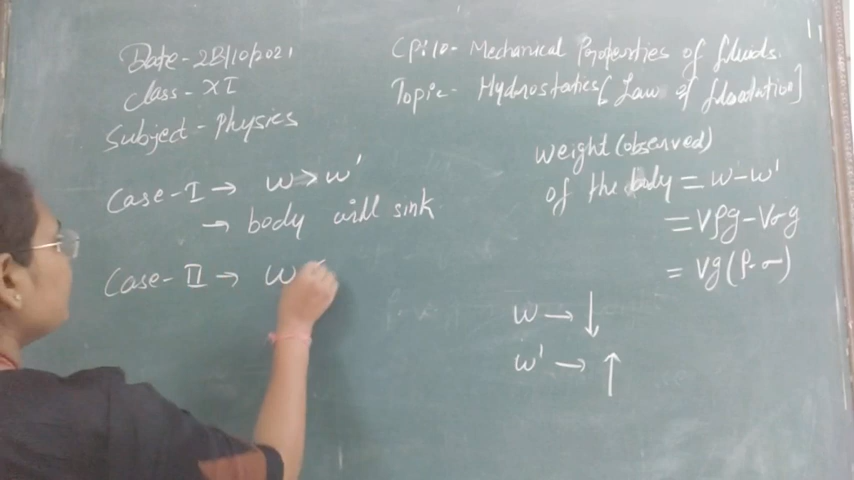 Date - 28/10/2021
Class - XI
Subject - Physics
Cp:10- Mechanical Properties of fluids.
Topic - Hydrostatics [Law of floatation]
Case - I → w > w'
→ body will sink
Case - II → w
weight (observed)
of the body = w - w'
= Vρg - Vσg
= Vg(ρ-σ)
w → ↓
w' → ↑